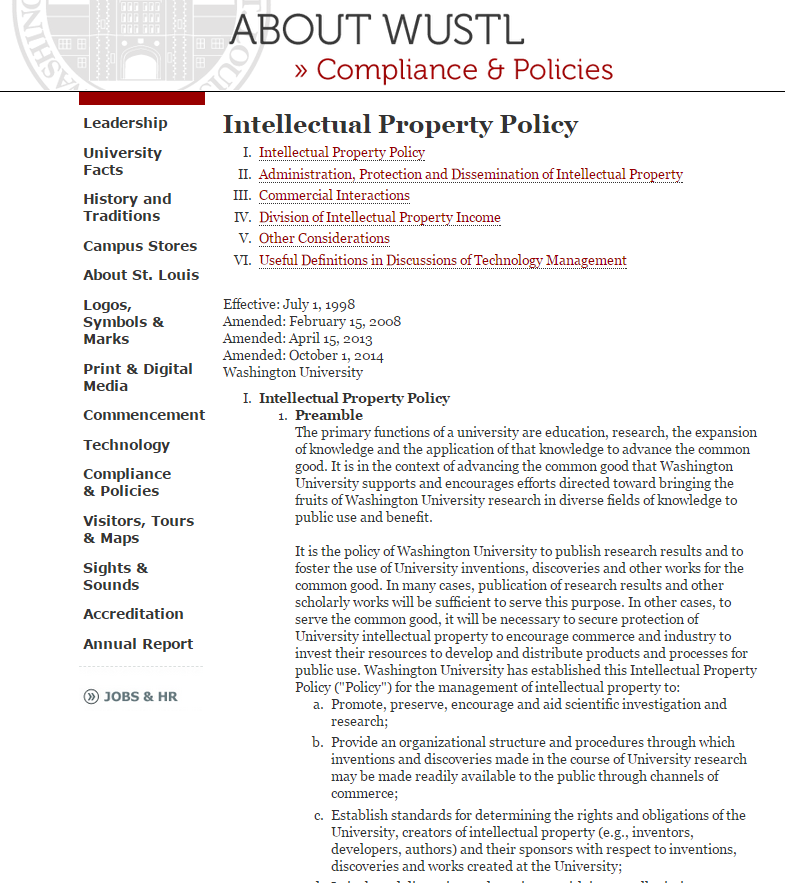 ABOUT WUSTL
» Compliance & Policies
Leadership
University
Facts
History and
Traditions
Campus Stores
About St. Louis
Logos,
Symbols &
Marks
Print & Digital
Media
Commencement
Technology
Compliance
& Policies
Visitors, Tours
& Maps
Sights &
Sounds
Accreditation
Annual Report
JOBS & HR
Intellectual Property Policy
I. Intellectual Property Policy
II. Administration, Protection and Dissemination of Intellectual Property
III. Commercial Interactions
IV. Division of Intellectual Property Income
V. Other Considerations
VI. Useful Definitions in Discussions of Technology Management
Effective: July 1, 1998
Amended: February 15, 2008
Amended: April 15, 2013
Amended: October 1, 2014
Washington University
I. Intellectual Property Policy
1. Preamble
The primary functions of a university are education, research, the expansion
of knowledge and the application of that knowledge to advance the common
good. It is in the context of advancing the common good that Washington
University supports and encourages efforts directed toward bringing the
fruits of Washington University research in diverse fields of knowledge to
public use and benefit.
It is the policy of Washington University to publish research results and to
foster the use of University inventions, discoveries and other works for the
common good. In many cases, publication of research results and other
scholarly works will be sufficient to serve this purpose. In other cases, to
serve the common good, it will be necessary to secure protection of
University intellectual property to encourage commerce and industry to
invest their resources to develop and distribute products and processes for
public use. Washington University has established this Intellectual Property
Policy ("Policy") for the management of intellectual property to:
a. Promote, preserve, encourage and aid scientific investigation and
research;
b. Provide an organizational structure and procedures through which
inventions and discoveries made in the course of University research
may be made readily available to the public through channels of
commerce;
c. Establish standards for determining the rights and obligations of the
University, creators of intellectual property (e.g., inventors,
developers, authors) and their sponsors with respect to inventions,
discoveries and works created at the University;